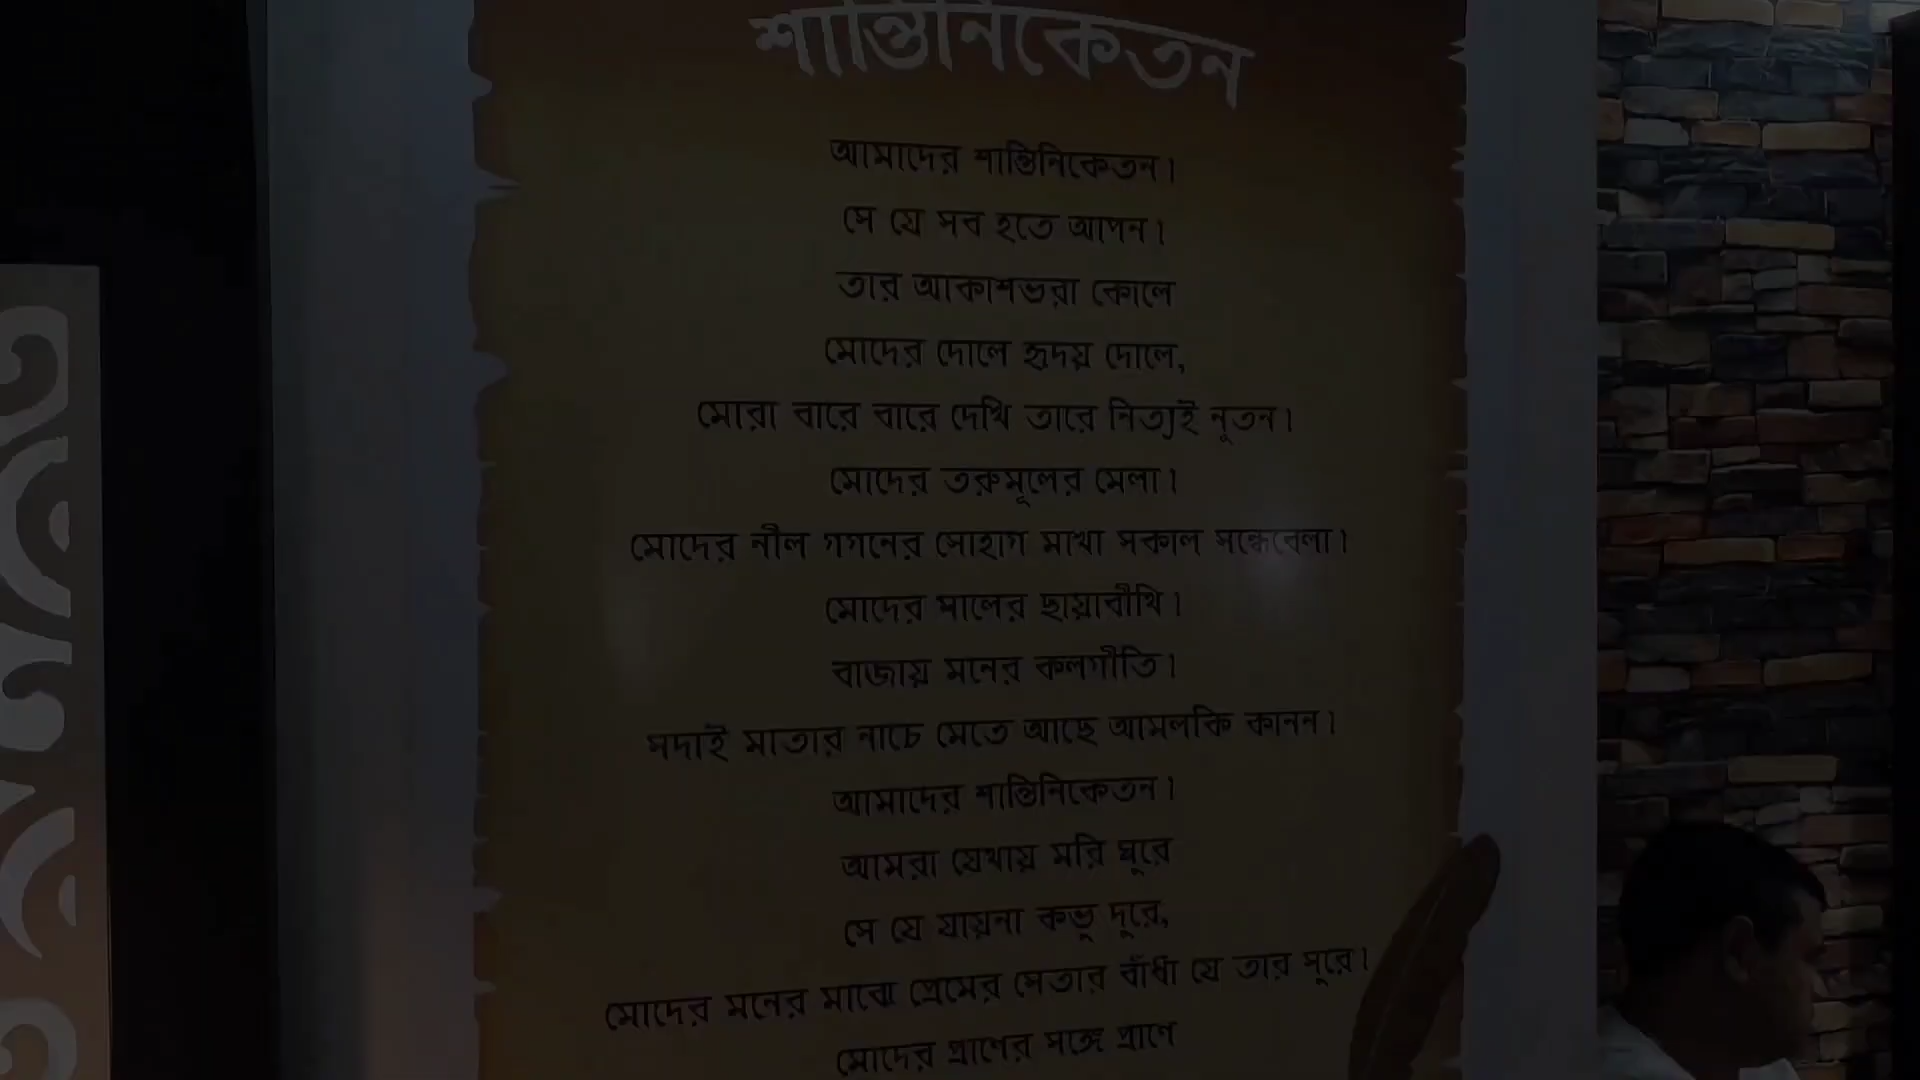 শান্তিনিকেতন
আমাদের শান্তিনিকেতন।
সে যে সব হতে আপন।
তার আকাশভরা কোলে
মোদের দোলে হৃদয় দোলে,
মোরা বারে বারে দেখি তারে নিত্যই নূতন।
মোদের তরুমূলের মেলা।
মোদের নীল গগনের সোহাগ মাখা সকাল সন্ধেবেলা।
মোদের শালের ছায়াবীথি।
বাজায় মনের কলগীতি।
সদাই মাতার নাচে মেতে আছে আমলকি কানন।
আমাদের শান্তিনিকেতন।
আমরা যেথায় মরি ঘুরে
সে যে যায়না কভু দূরে,
মোদের মনের মাঝে প্রেমের সেতার বাঁধা যে তার সুরে।
মোদের প্রাণের সঙ্গে প্রাণে